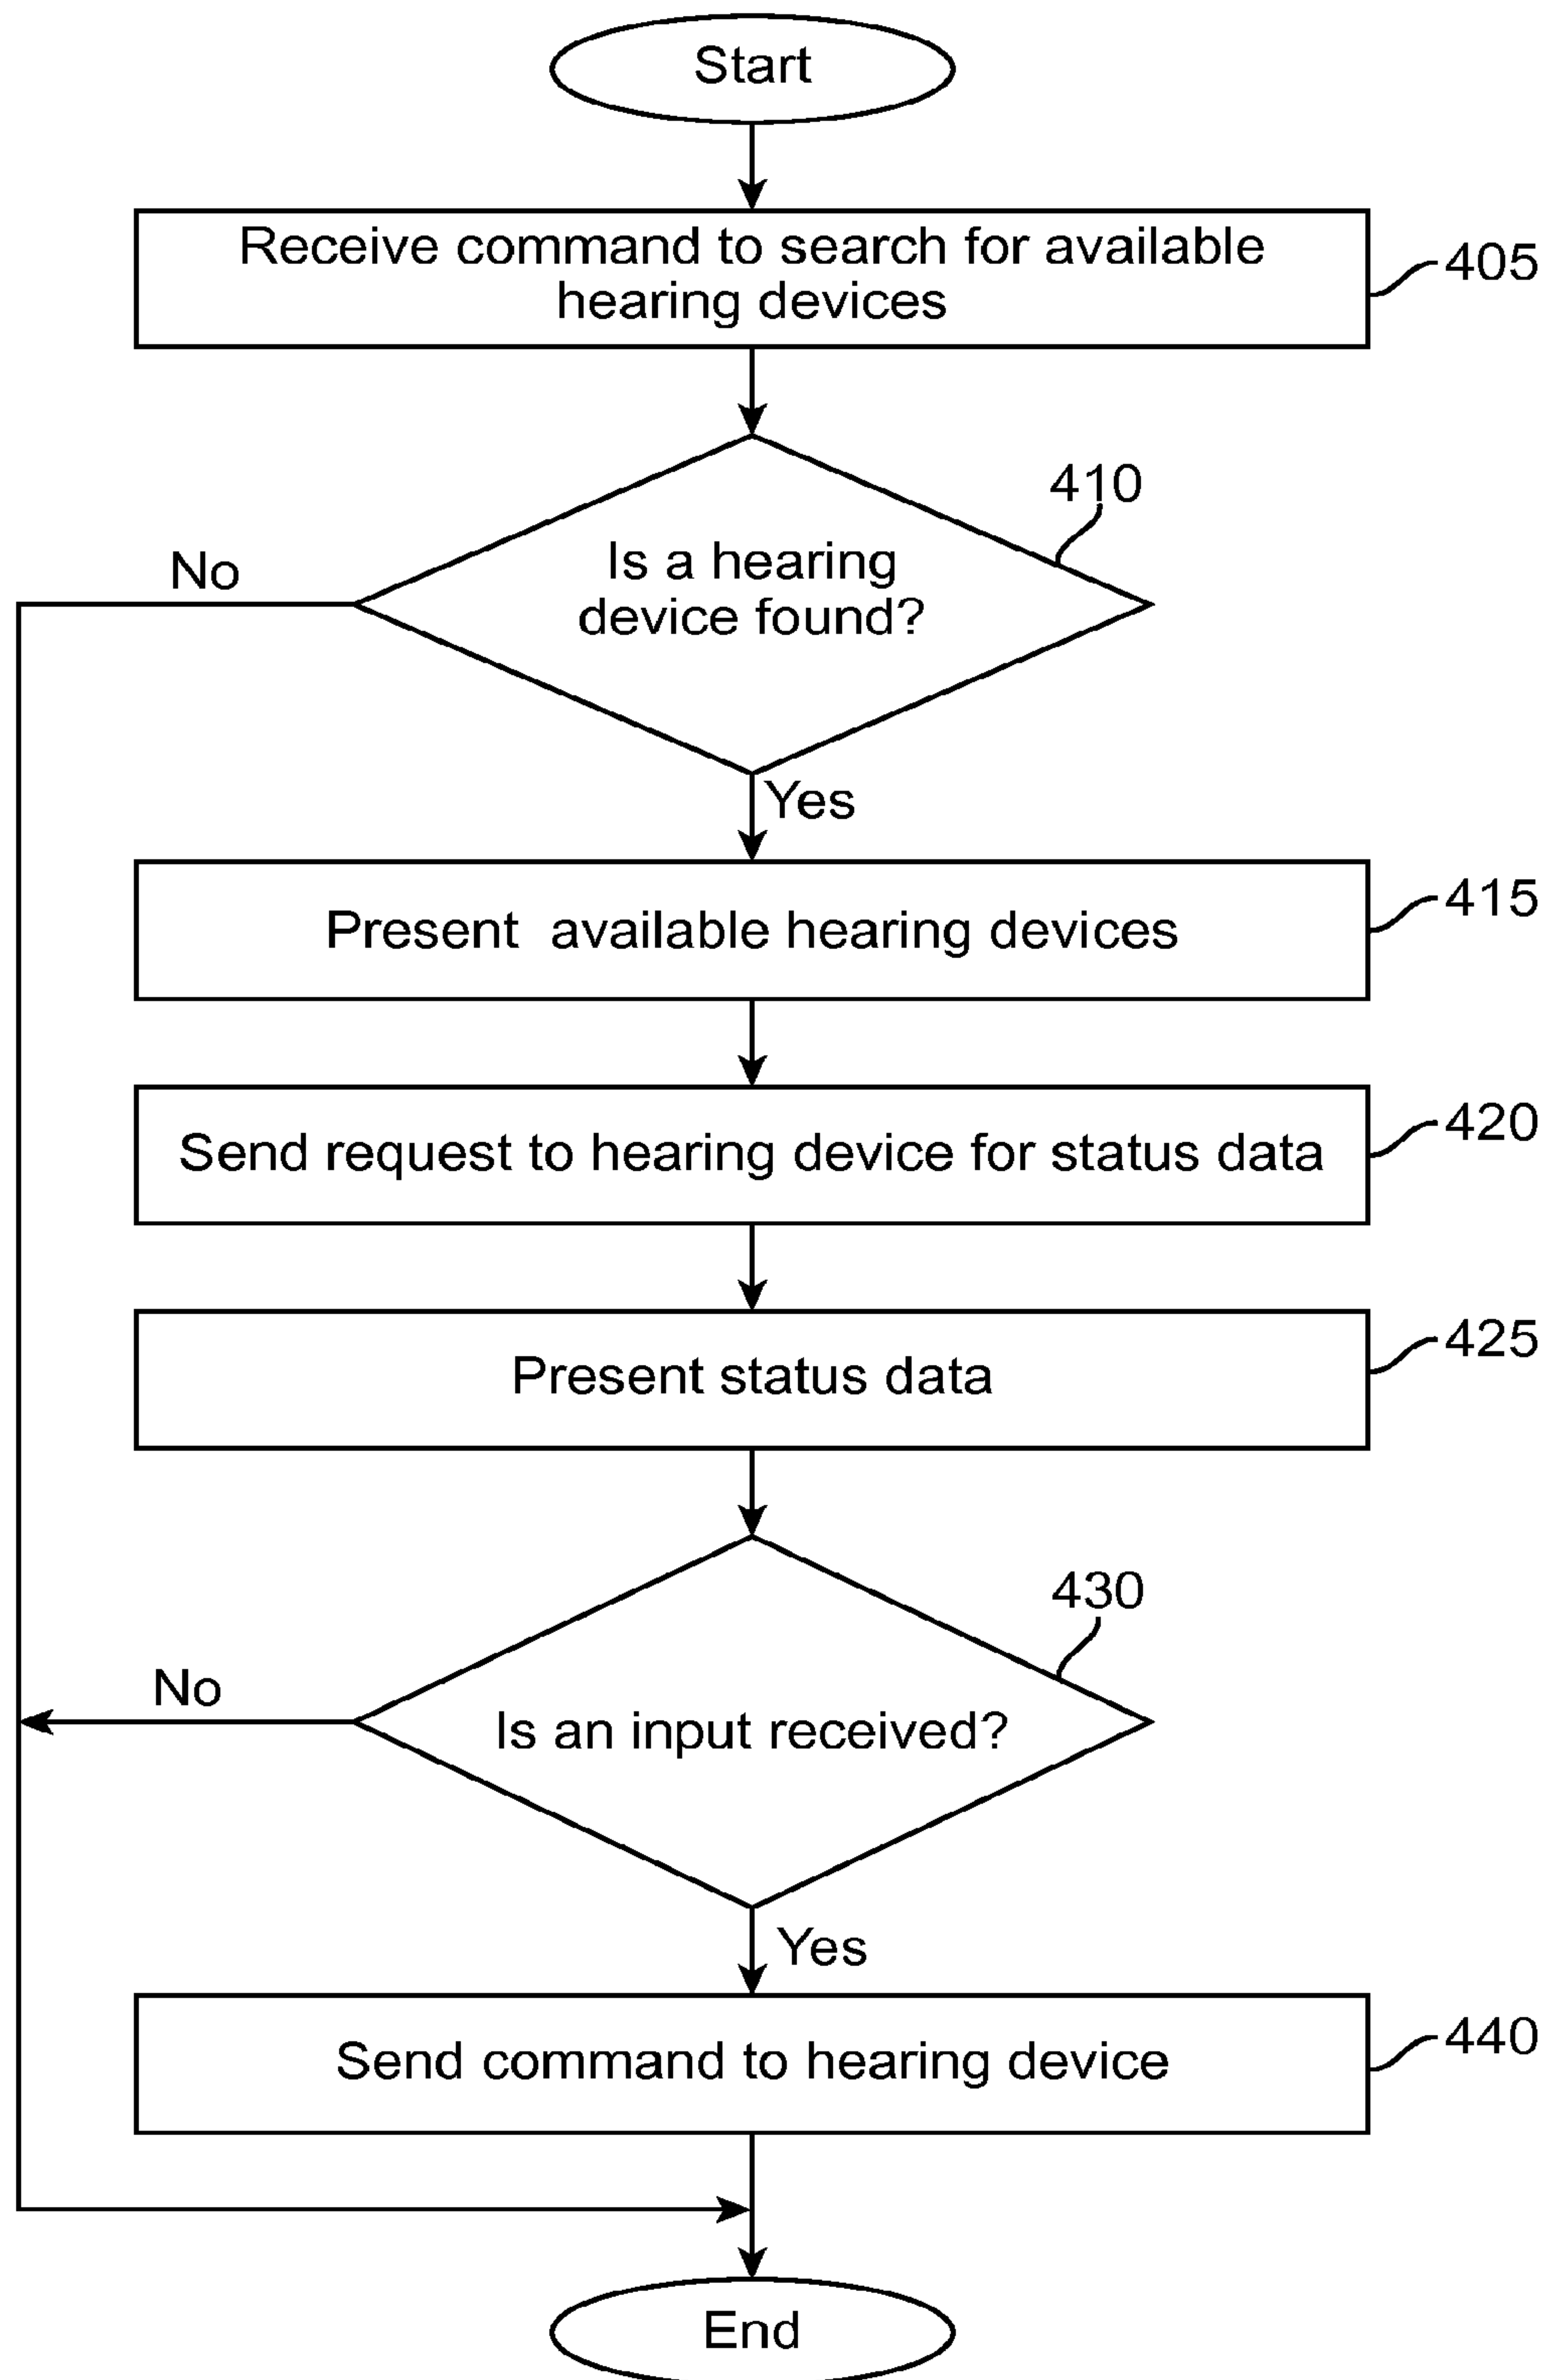 Start
Receive command to search for available
hearing devices
405
410
Is a hearing
device found?
No
Yes
Present available hearing devices
415
Send request to hearing device for status data
420
Present status data
425
430
Is an input received?
No
Yes
Send command to hearing device
440
End